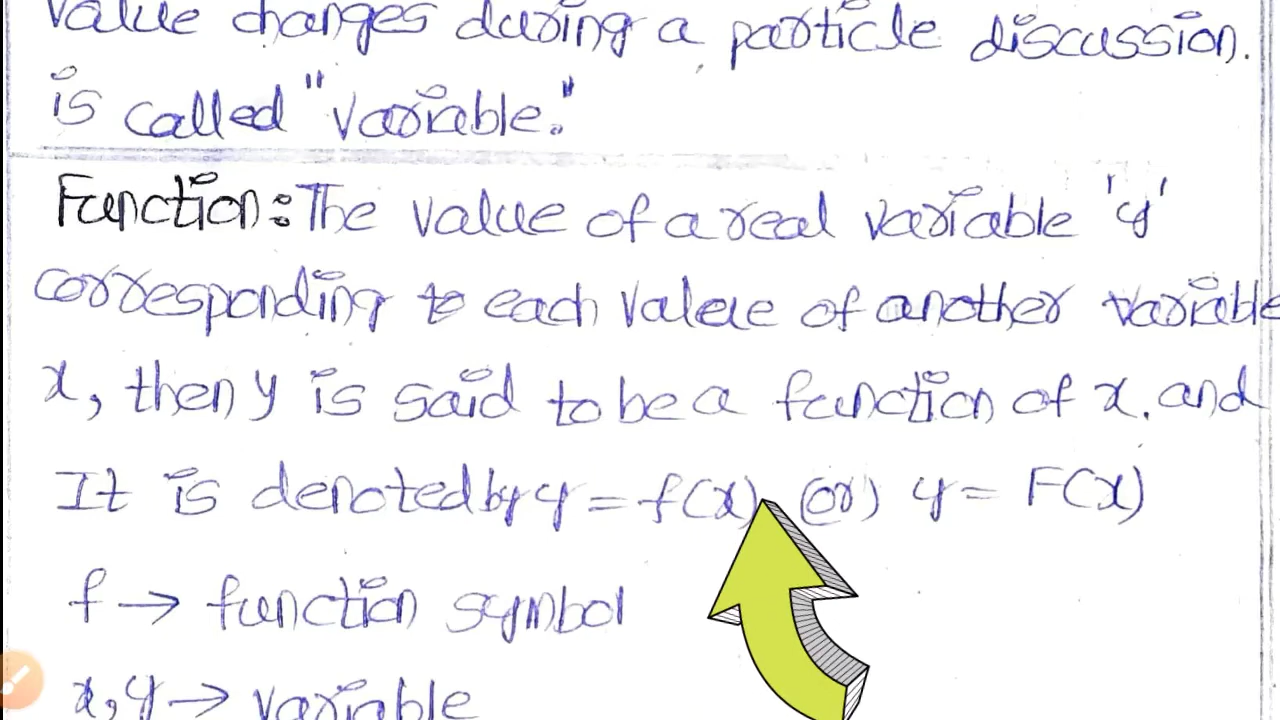 value changes during a particle discussion.
is called "variable."
Function: The value of a real variable 'y'
corresponding to each value of another variable
x, then y is said to be a function of x. and
It is denoted by y = f(x) (or) y = F(x)
f → function symbol
x, y → variable